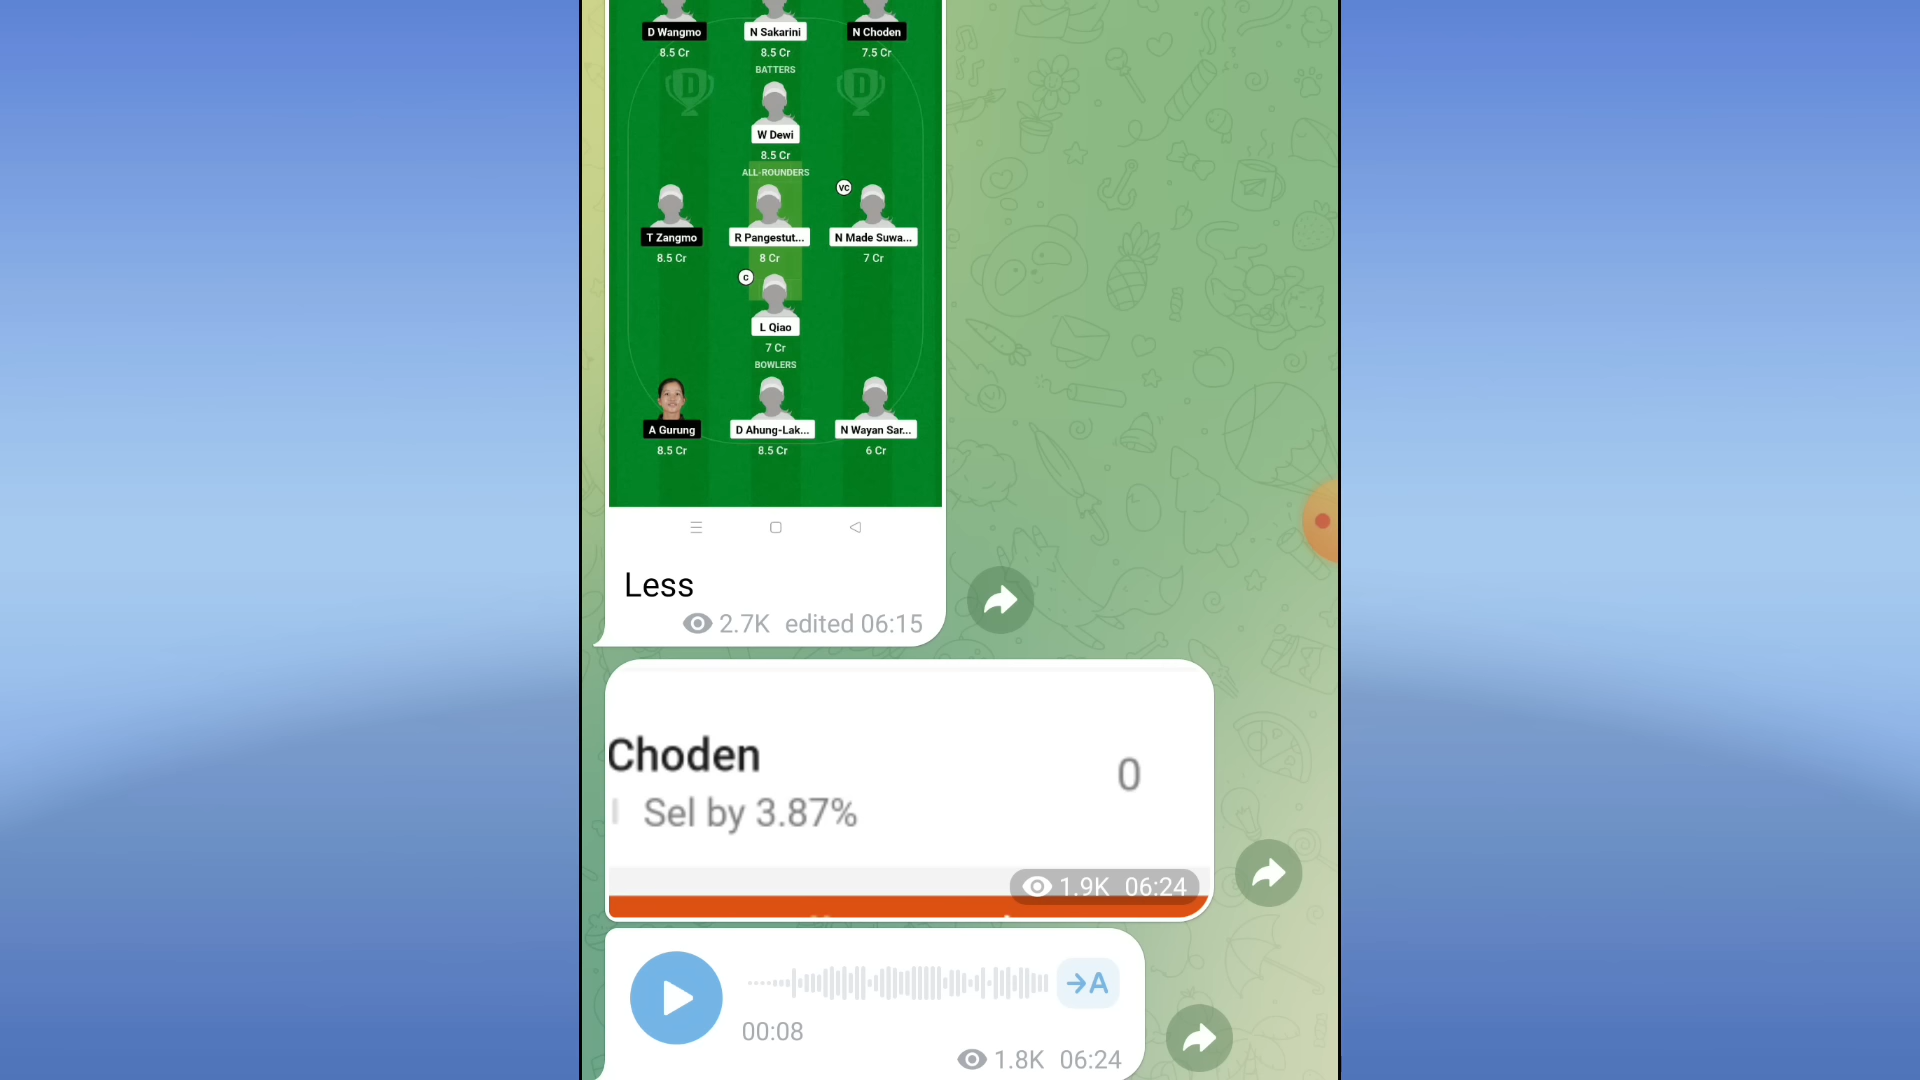 D Wangmo N Sakarini N Choden
8.5 Cr 8.5 Cr 7.5 Cr
BATTERS
D D
W Dewi
8.5 Cr
ALL-ROUNDERS
VC
T Zangmo R Pangestut... N Made Suwa...
8.5 Cr 8 Cr 7 Cr
C
L Qiao
7 Cr
BOWLERS
A Gurung D Ahung-Lak... N Wayan Sar...
8.5 Cr 8.5 Cr 6 Cr
Less
2.7K edited 06:15
Choden
0
Sel by 3.87%
1.9K 06:24
→A
00:08
1.8K 06:24